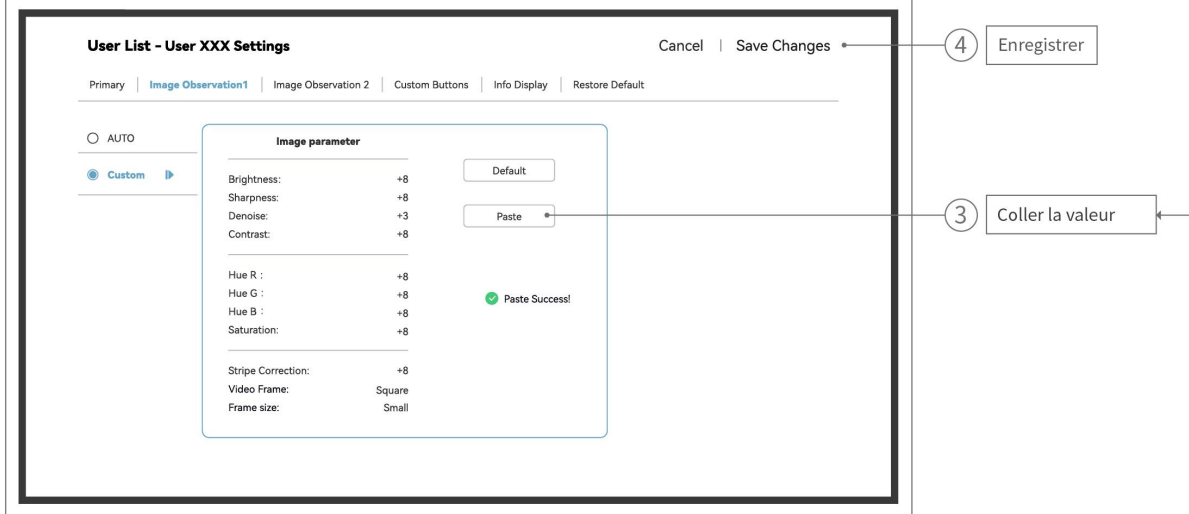 User List - User XXX Settings
Cancel | Save Changes
4 Enregistrer
Primary | Image Observation1 | Image Observation 2 | Custom Buttons | Info Display | Restore Default
AUTO
Custom
Image parameter
Brightness: +8
Sharpness: +8
Denoise: +3
Contrast: +8
Hue R : +8
Hue G : +8
Hue B : +8
Saturation: +8
Stripe Correction: +8
Video Frame: Square
Frame size: Small
Default
Paste
3 Coller la valeur
Paste Success!